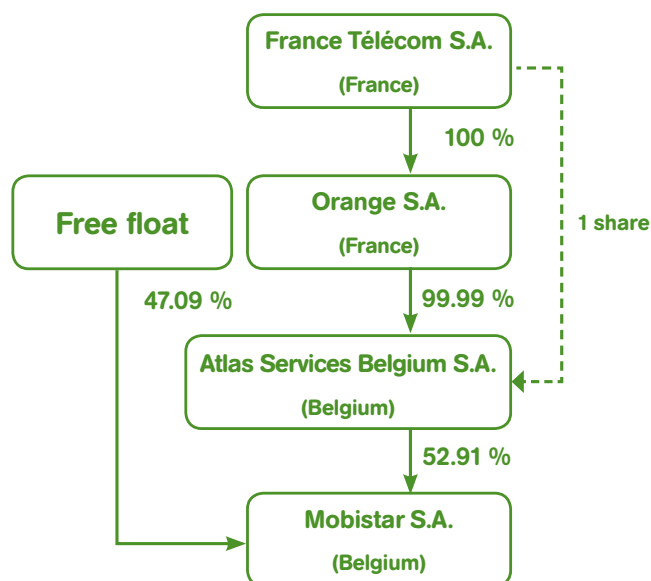 France Télécom S.A.
(France)
100 %
Free float
Orange S.A.
(France)
1 share
47.09 %
99.99 %
Atlas Services Belgium S.A.
(Belgium)
52.91 %
Mobistar S.A.
(Belgium)